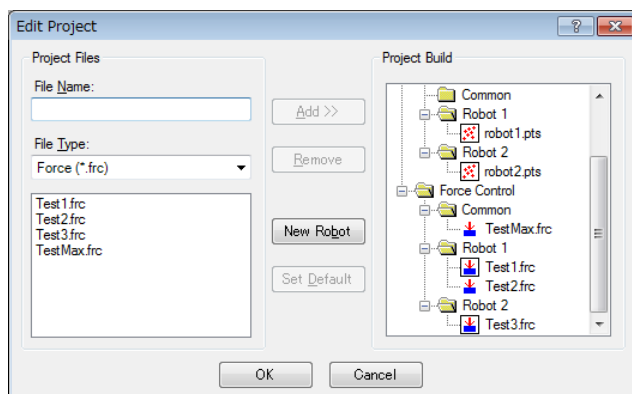 Edit Project
Project Files
File Name:
File Type:
Force (*.frc)
Test1.frc
Test2.frc
Test3.frc
TestMax.frc
Add >>
Remove
New Robot
Set Default
Project Build
Common
Robot 1
robot1.pts
Robot 2
robot2.pts
Force Control
Common
TestMax.frc
Robot 1
Test1.frc
Test2.frc
Robot 2
Test3.frc
OK
Cancel